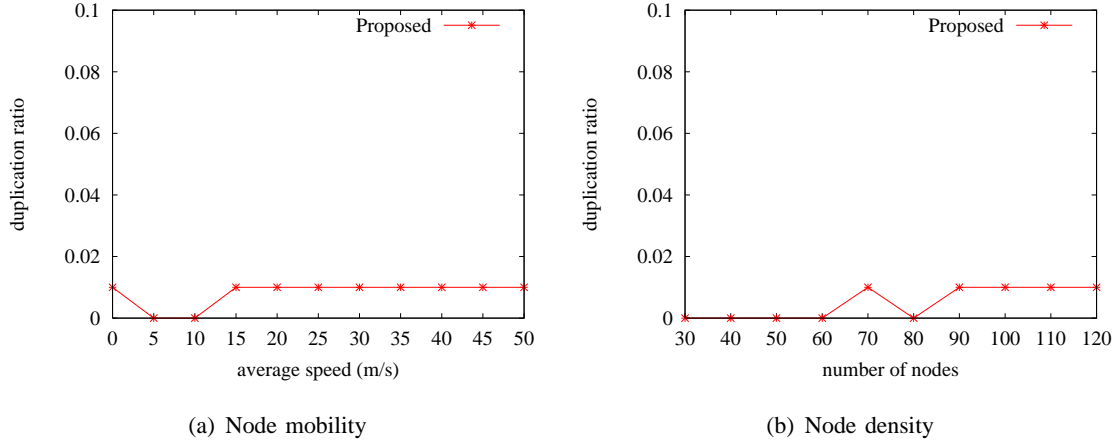 0.1
0.08
0.06
0.04
0.02
0
duplication ratio
Proposed
0 5 10 15 20 25 30 35 40 45 50
average speed (m/s)
(a) Node mobility
0.1
0.08
0.06
0.04
0.02
0
duplication ratio
Proposed
30 40 50 60 70 80 90 100 110 120
number of nodes
(b) Node density